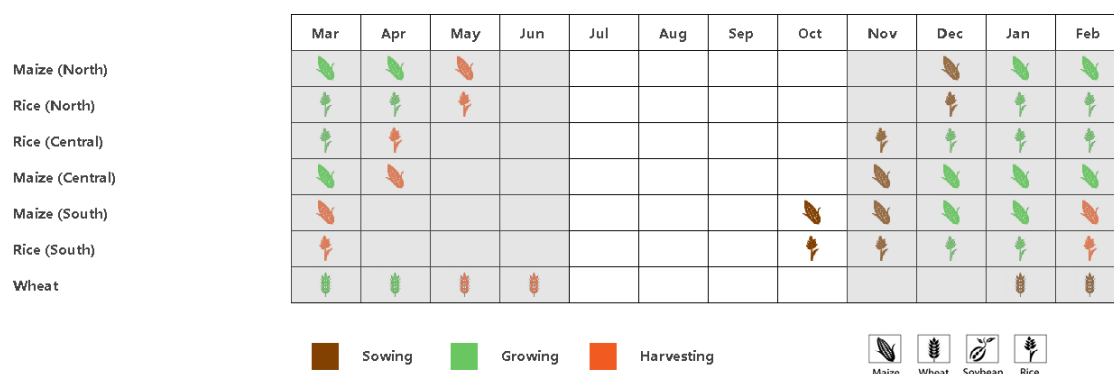 Mar Apr May Jun Jul Aug Sep Oct Nov Dec Jan Feb
Maize (North)
Rice (North)
Rice (Central)
Maize (Central)
Maize (South)
Rice (South)
Wheat
Sowing Growing Harvesting
Maize Wheat Soybean Rice